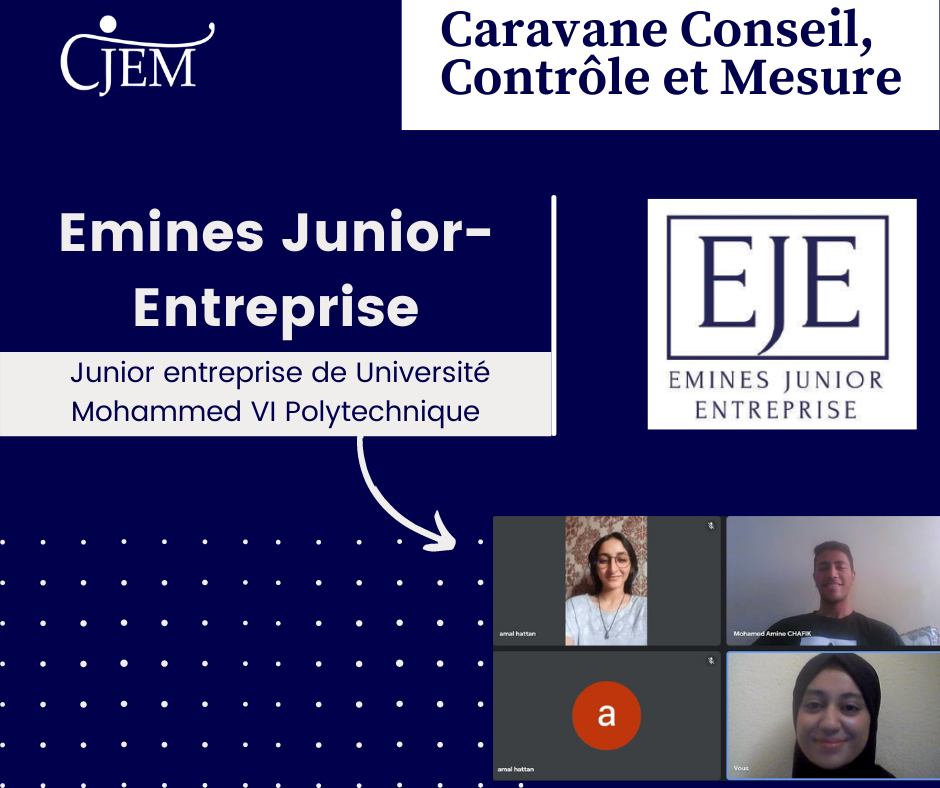 CJEM
Caravane Conseil,
Contrôle et Mesure
Emines Junior-
Entreprise
Junior entreprise de Université
Mohammed VI Polytechnique
EJE
EMINES JUNIOR
ENTREPRISE
amal hattan
Mohamed Amine CHAFIK
a
amal hattan
Vous